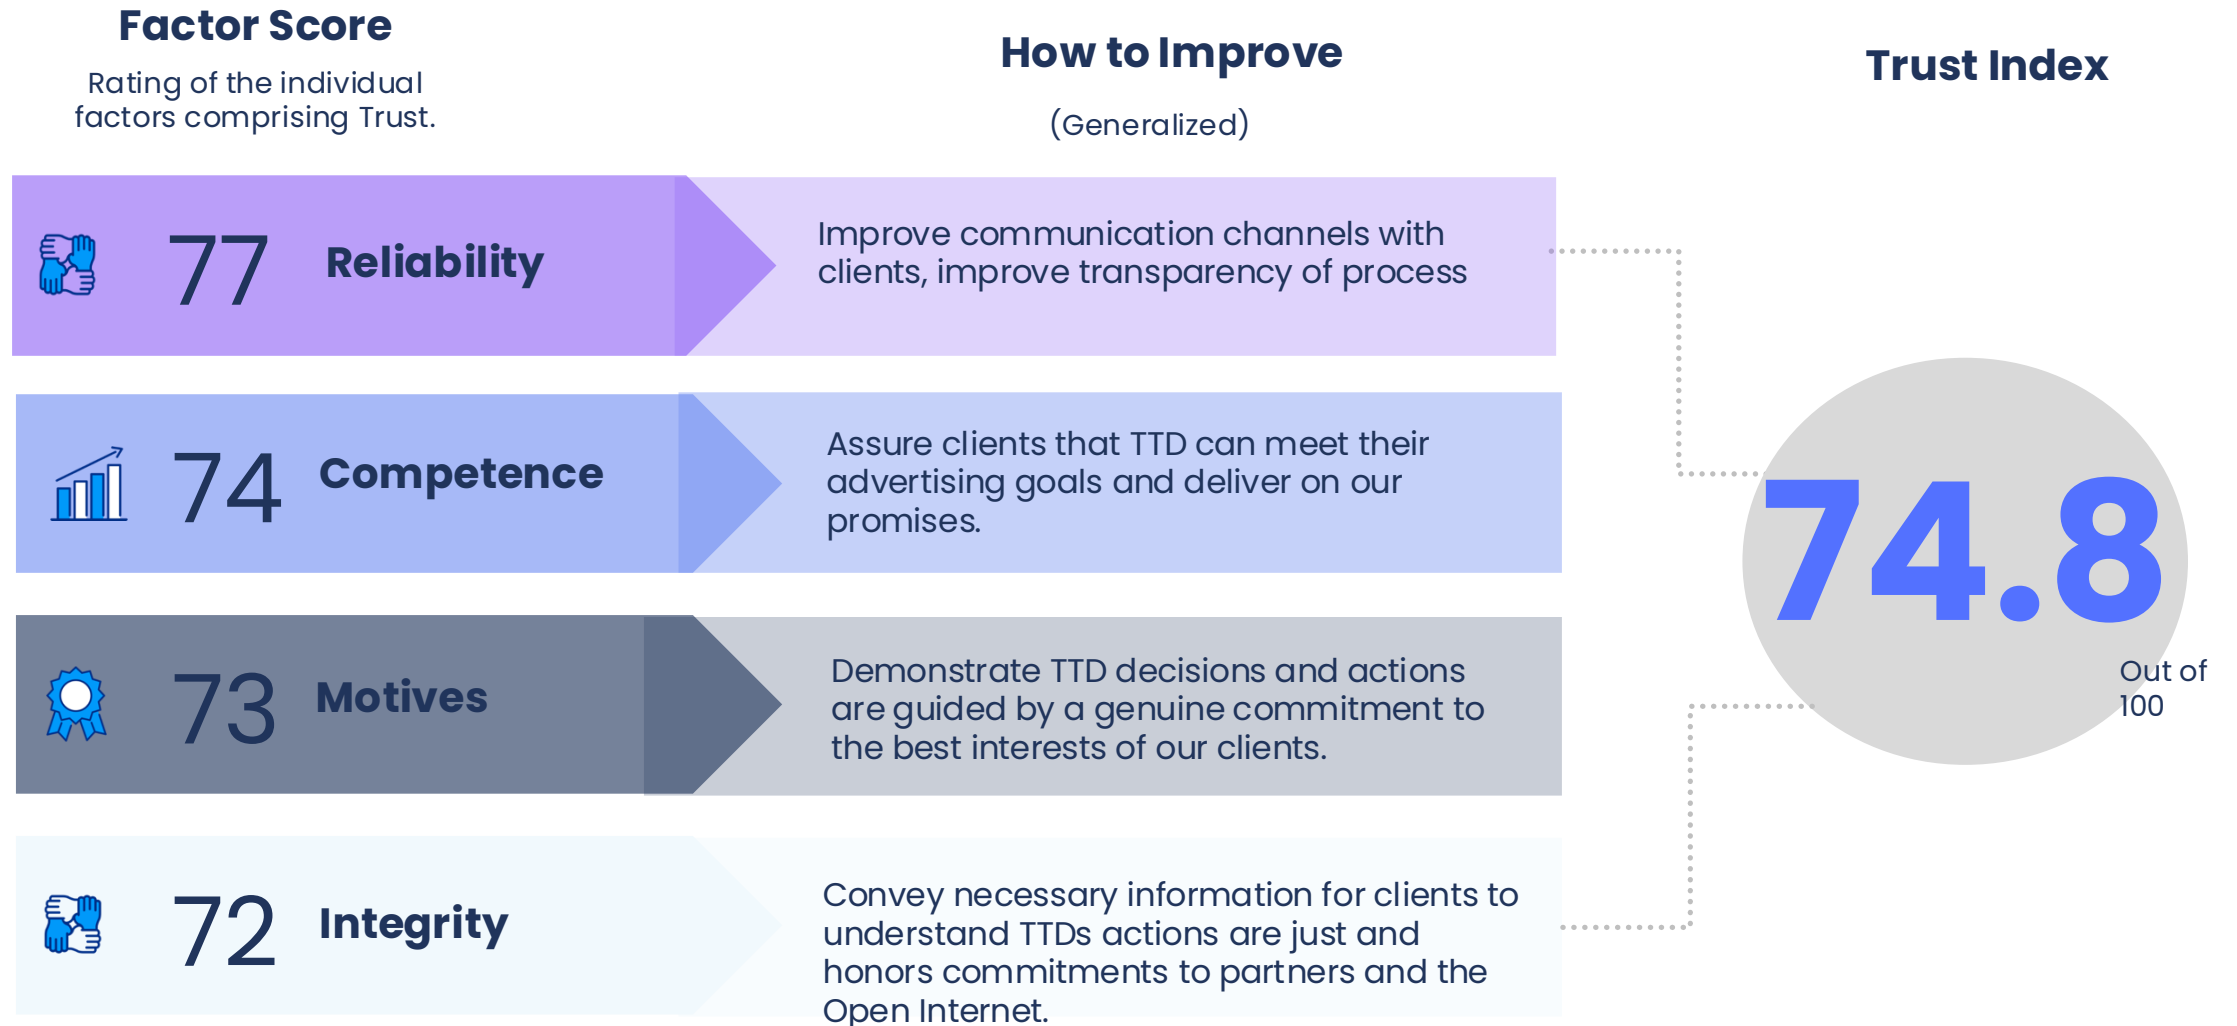 Factor Score
Rating of the individual
factors comprising Trust.
How to Improve
(Generalized)
Trust Index
77 Reliability
Improve communication channels with
clients, improve transparency of process
74 Competence
Assure clients that TTD can meet their
advertising goals and deliver on our
promises.
73 Motives
Demonstrate TTD decisions and actions
are guided by a genuine commitment to
the best interests of our clients.
72 Integrity
Convey necessary information for clients to
understand TTDs actions are just and
honors commitments to partners and the
Open Internet.
74.8
Out of
100